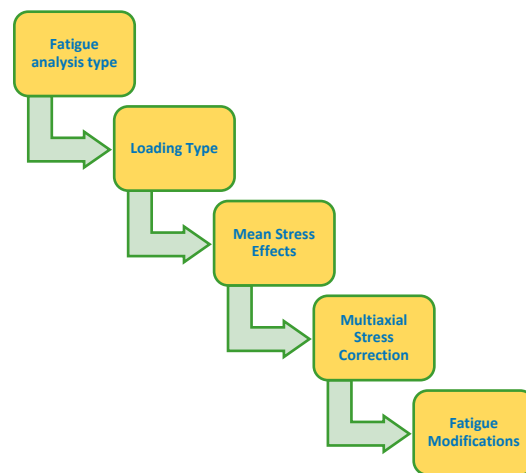 Fatigue
analysis type
Loading Type
Mean Stress
Effects
Multiaxial
Stress
Correction
Fatigue
Modifications